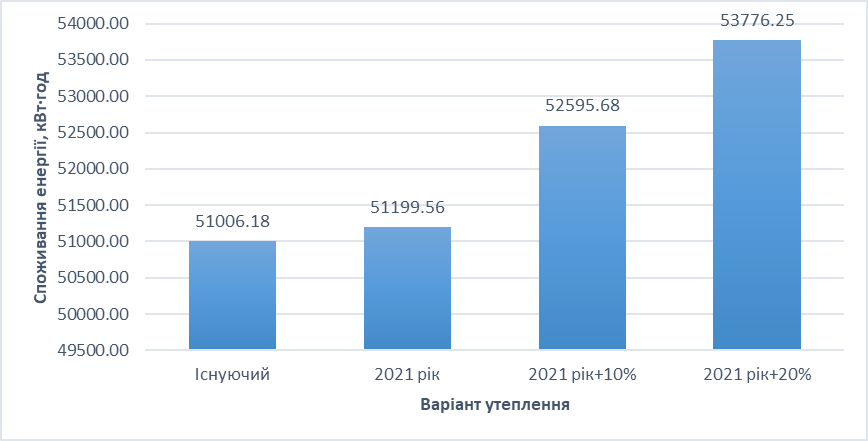 54000.00
53500.00
53000.00
52500.00
52000.00
51500.00
51000.00
50500.00
50000.00
49500.00
Споживання енергії, кВт·год
51006.18
51199.56
52595.68
53776.25
Існуючий
2021 рік
2021 рік+10%
2021 рік+20%
Варіант утеплення